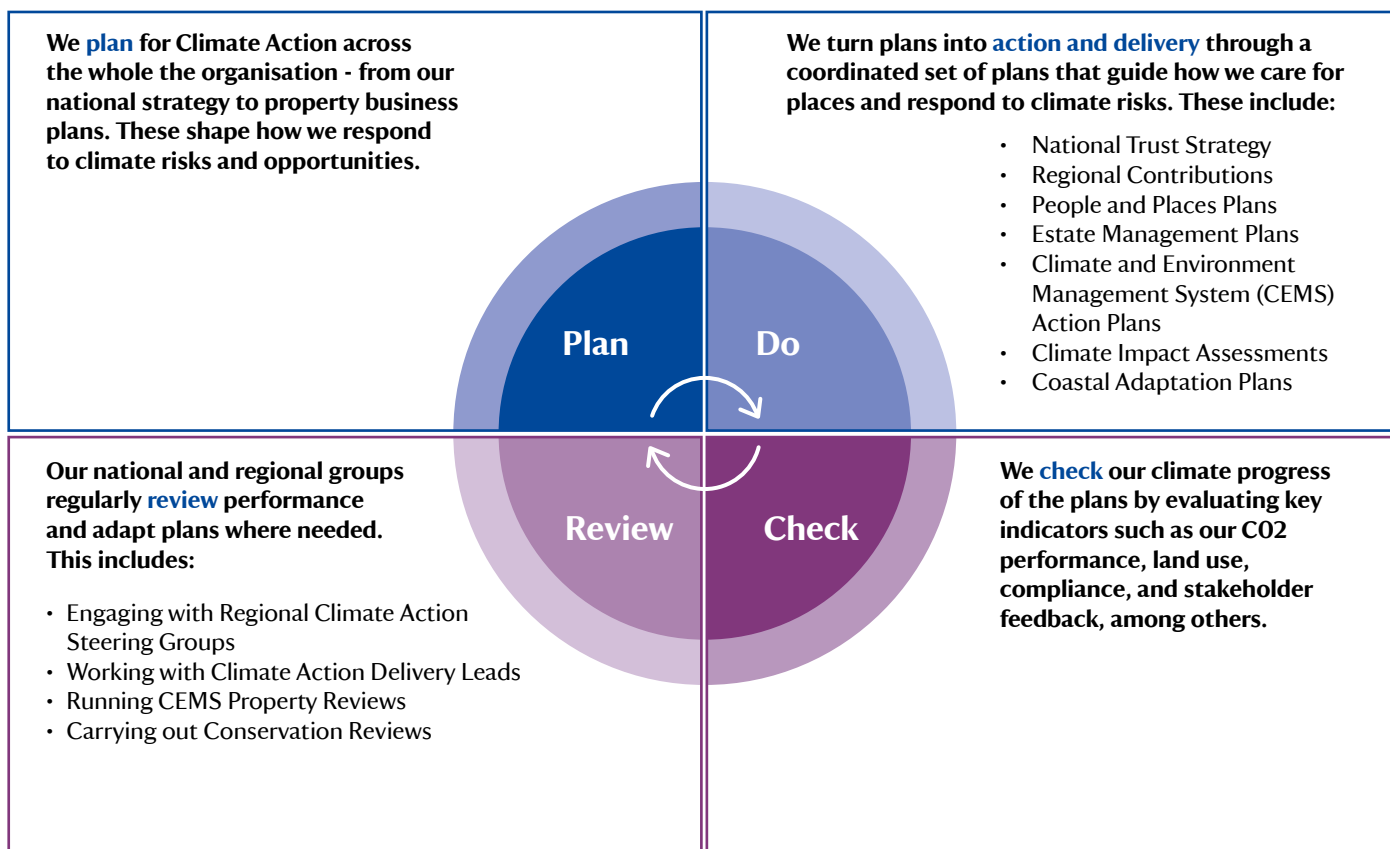 We plan for Climate Action across
the whole the organisation - from our
national strategy to property business
plans. These shape how we respond
to climate risks and opportunities.
We turn plans into action and delivery through a
coordinated set of plans that guide how we care for
places and respond to climate risks. These include:
• National Trust Strategy
• Regional Contributions
• People and Places Plans
• Estate Management Plans
• Climate and Environment
Management System (CEMS)
Action Plans
• Climate Impact Assessments
• Coastal Adaptation Plans
Plan
Do
Review
Check
Our national and regional groups
regularly review performance
and adapt plans where needed.
This includes:
• Engaging with Regional Climate Action
Steering Groups
• Working with Climate Action Delivery Leads
• Running CEMS Property Reviews
• Carrying out Conservation Reviews
We check our climate progress
of the plans by evaluating key
indicators such as our C02
performance, land use,
compliance, and stakeholder
feedback, among others.